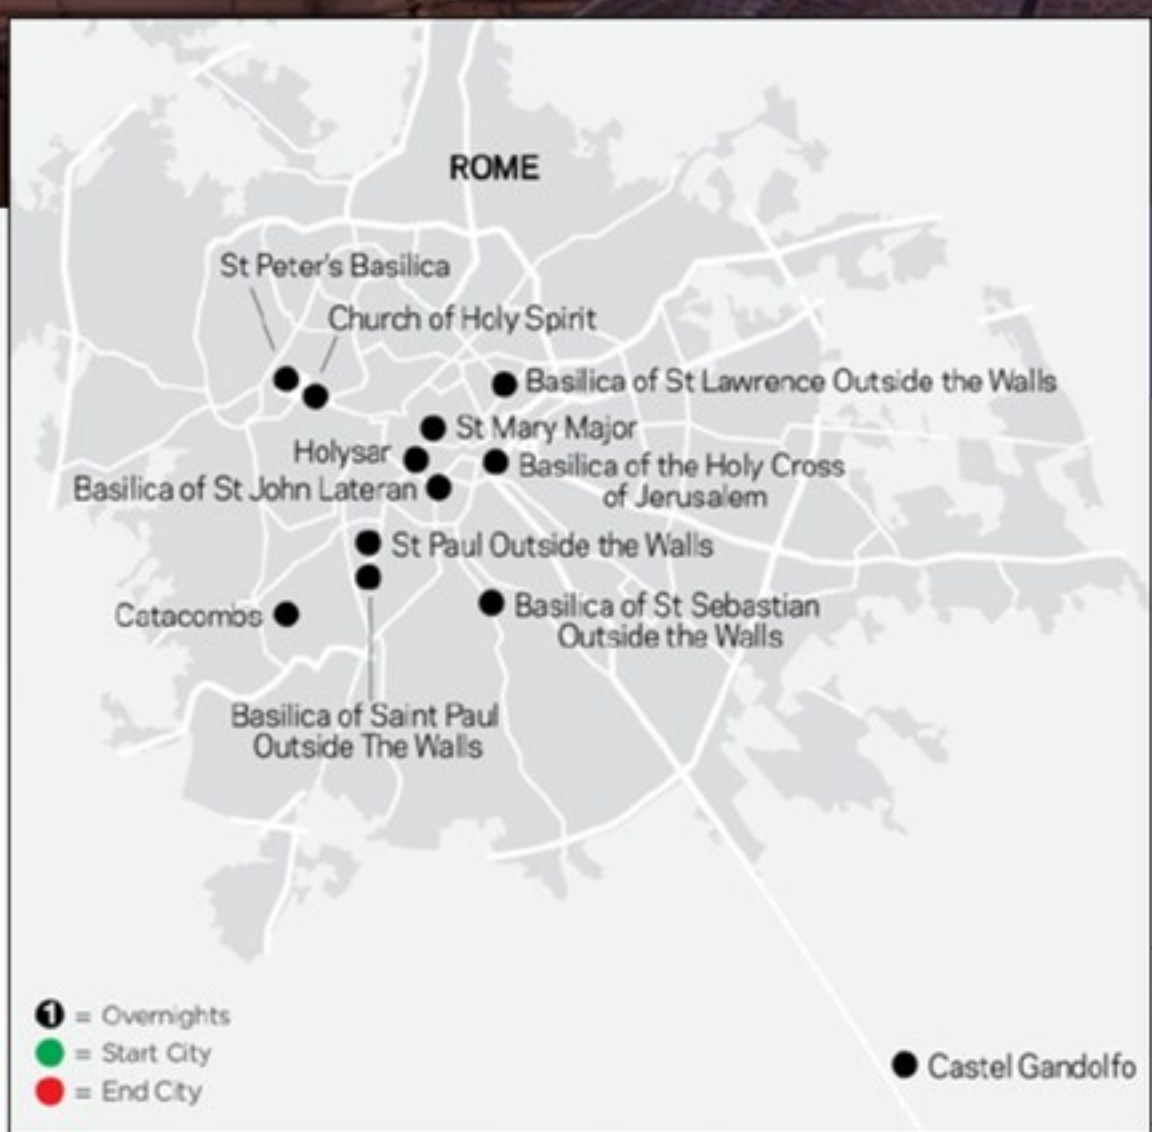 ROME
St Peter's Basilica
Church of Holy Spirit
Basilica of St Lawrence Outside the Walls
St Mary Major
Holysar
Basilica of the Holy Cross
of Jerusalem
Basilica of St John Lateran
St Paul Outside the Walls
Catacombs
Basilica of St Sebastian
Outside the Walls
Basilica of Saint Paul
Outside The Walls
1 = Overnights
= Start City
= End City
Castel Gandolfo